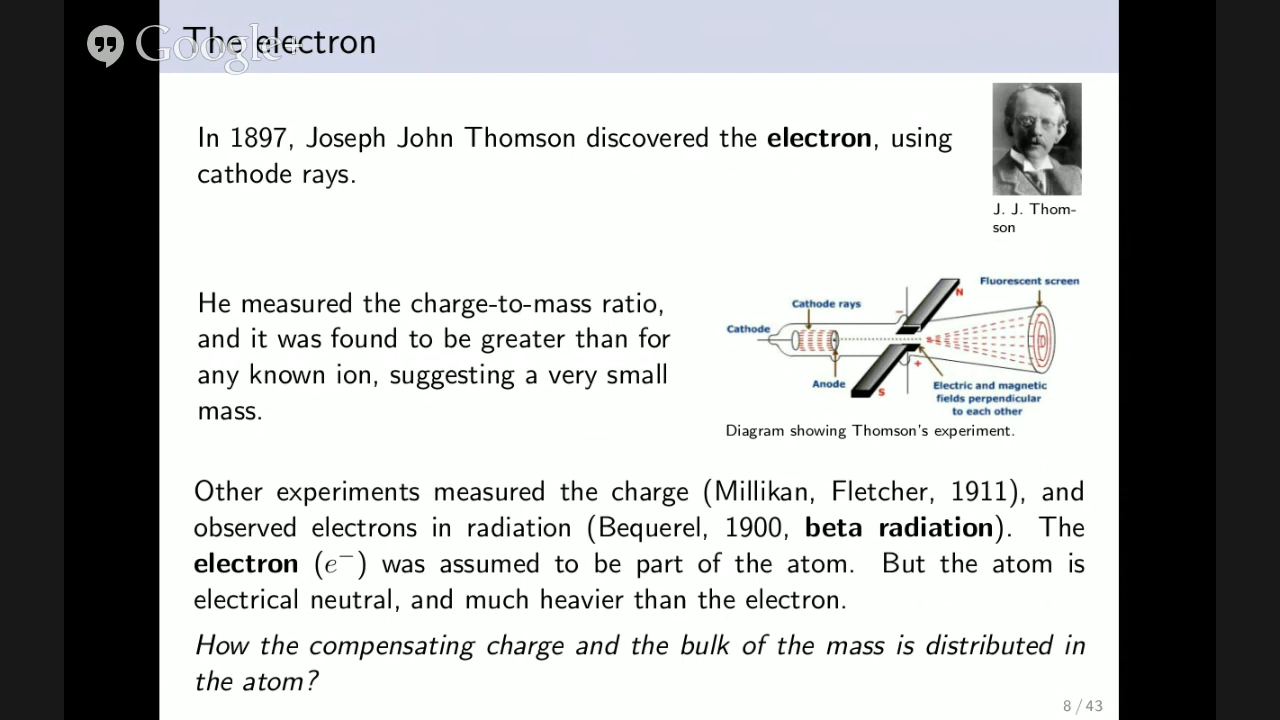 The electron
Google+
In 1897, Joseph John Thomson discovered the electron, using
cathode rays.
J. J. Thom-
son
He measured the charge-to-mass ratio,
and it was found to be greater than for
any known ion, suggesting a very small
mass.
Fluorescent screen
N
Cathode rays
−
Cathode
+
Anode
S
Electric and magnetic
fields perpendicular
to each other
Diagram showing Thomson's experiment.
Other experiments measured the charge (Millikan, Fletcher, 1911), and
observed electrons in radiation (Bequerel, 1900, beta radiation). The
electron (e⁻) was assumed to be part of the atom. But the atom is
electrical neutral, and much heavier than the electron.
How the compensating charge and the bulk of the mass is distributed in
the atom?
8 / 43